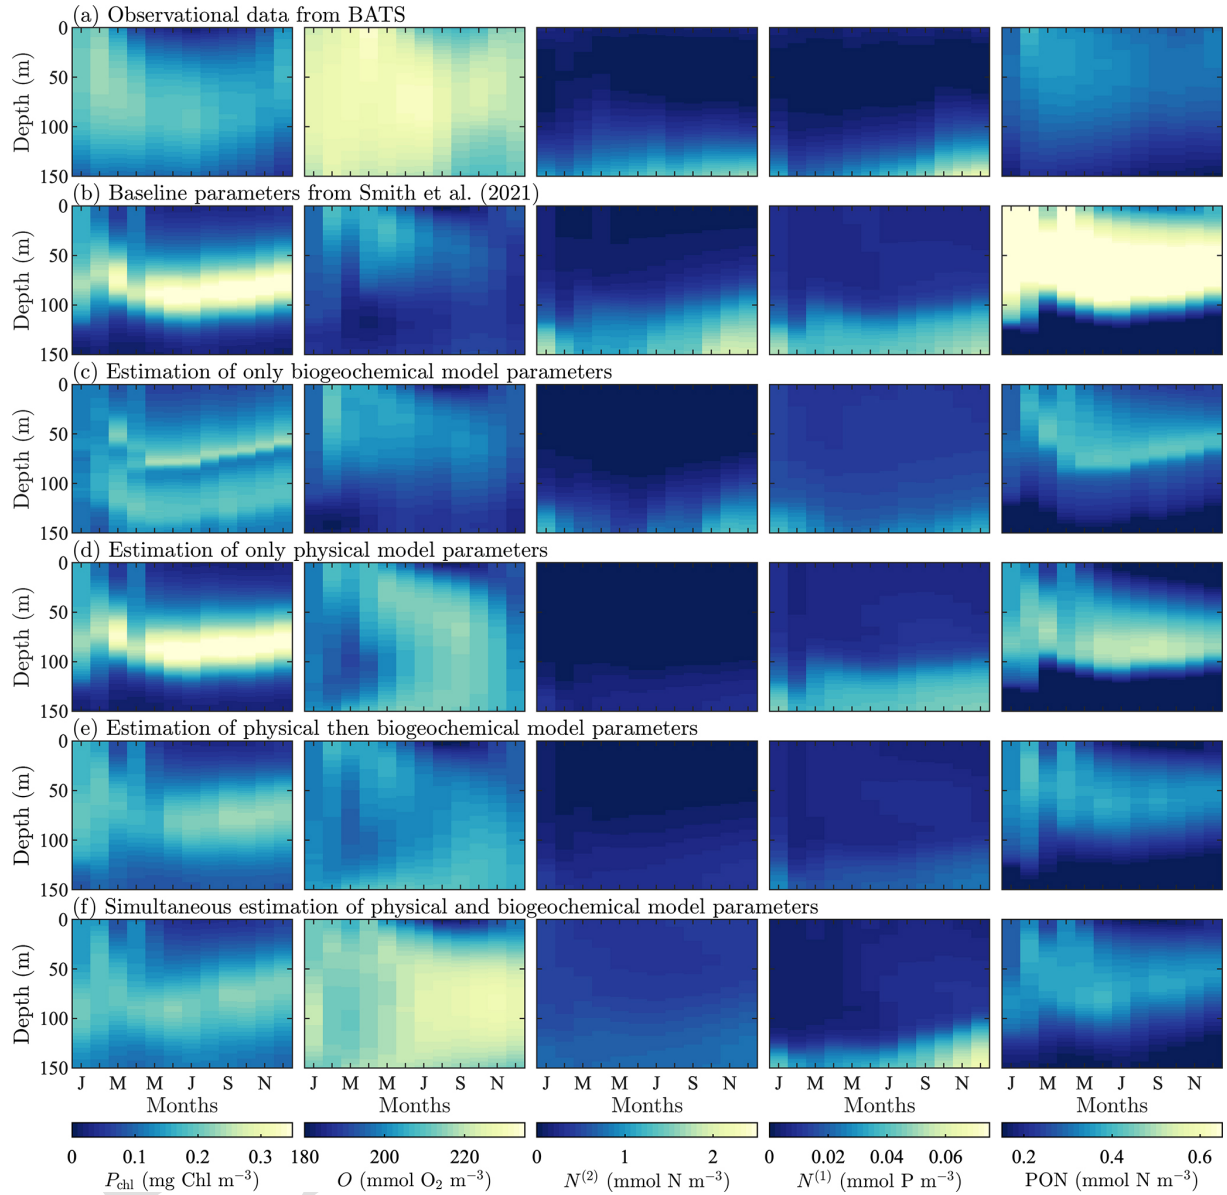 (a) Observational data from BATS
0
50
100
150
Depth (m)
(b) Baseline parameters from Smith et al. (2021)
0
50
100
150
Depth (m)
(c) Estimation of only biogeochemical model parameters
0
50
100
150
Depth (m)
(d) Estimation of only physical model parameters
0
50
100
150
Depth (m)
(e) Estimation of physical then biogeochemical model parameters
0
50
100
150
Depth (m)
(f) Simultaneous estimation of physical and biogeochemical model parameters
0
50
100
150
Depth (m)
J M M J S N J M M J S N J M M J S N J M M J S N J M M J S N
Months Months Months Months Months
0 0.1 0.2 0.3 180 200 220 0 1 2 0 0.02 0.04 0.06 0.2 0.4 0.6
P_chl (mg Chl m⁻³) O (mmol O₂ m⁻³) N⁽²⁾ (mmol N m⁻³) N⁽¹⁾ (mmol P m⁻³) PON (mmol N m⁻³)